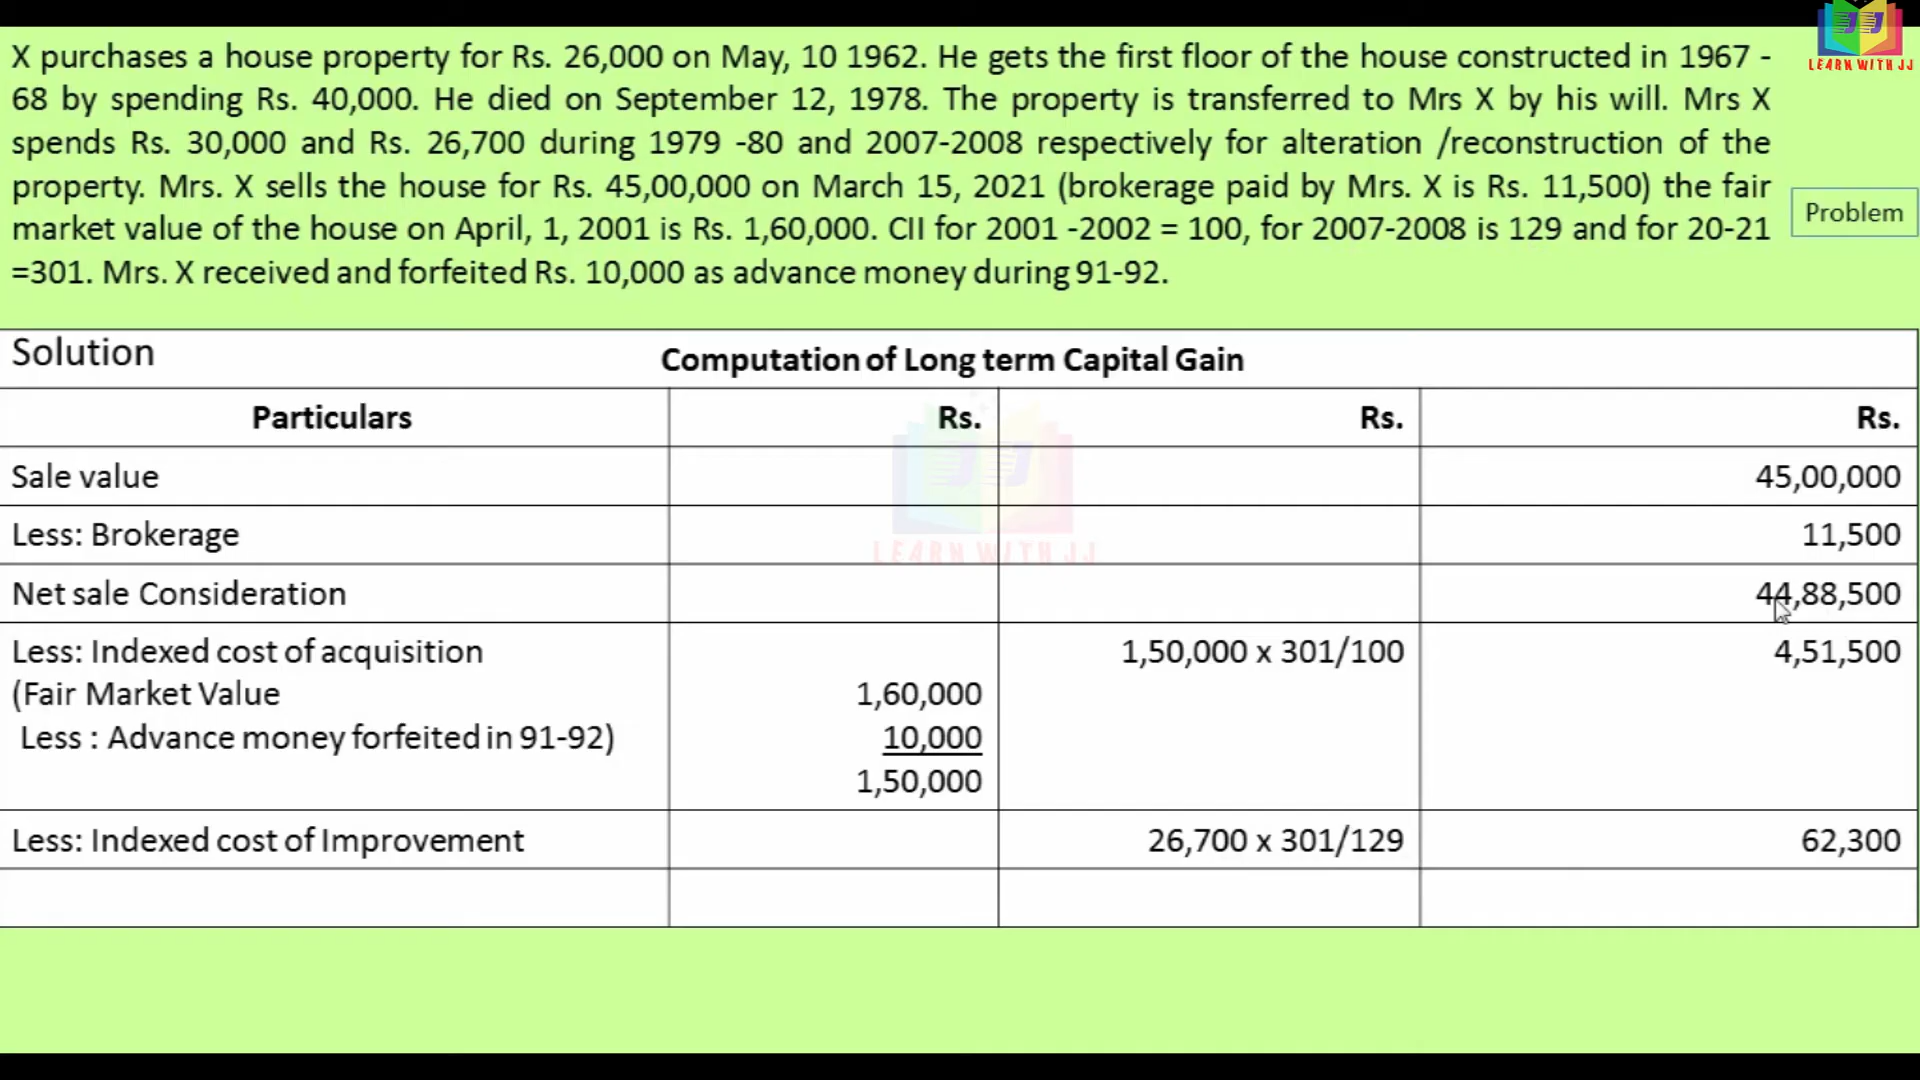 LEARN WITH JJ
X purchases a house property for Rs. 26,000 on May, 10 1962. He gets the first floor of the house constructed in 1967 -
68 by spending Rs. 40,000. He died on September 12, 1978. The property is transferred to Mrs X by his will. Mrs X
spends Rs. 30,000 and Rs. 26,700 during 1979 -80 and 2007-2008 respectively for alteration /reconstruction of the
property. Mrs. X sells the house for Rs. 45,00,000 on March 15, 2021 (brokerage paid by Mrs. X is Rs. 11,500) the fair
market value of the house on April, 1, 2001 is Rs. 1,60,000. CII for 2001 -2002 = 100, for 2007-2008 is 129 and for 20-21
=301. Mrs. X received and forfeited Rs. 10,000 as advance money during 91-92.
Problem
Solution
Computation of Long term Capital Gain
Particulars Rs. Rs. Rs.
Sale value 45,00,000
Less: Brokerage 11,500
Net sale Consideration 44,88,500
Less: Indexed cost of acquisition 1,50,000 x 301/100 4,51,500
(Fair Market Value 1,60,000
Less : Advance money forfeited in 91-92) 10,000
1,50,000
Less: Indexed cost of Improvement 26,700 x 301/129 62,300
JJ
LEARN WITH JJ